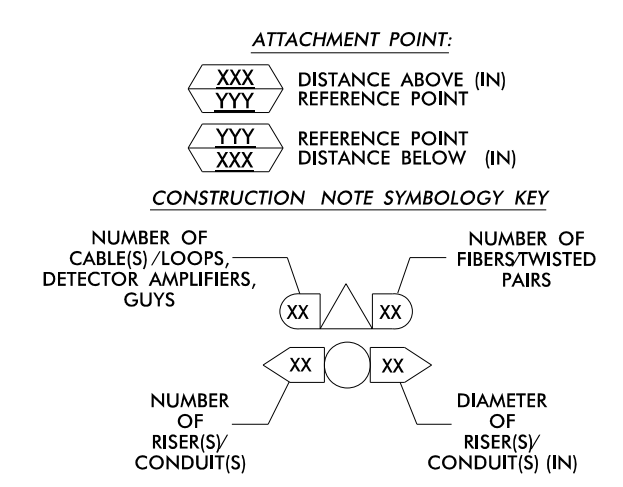 ATTACHMENT POINT:
XXX DISTANCE ABOVE (IN)
YYY REFERENCE POINT
YYY REFERENCE POINT
XXX DISTANCE BELOW (IN)
CONSTRUCTION NOTE SYMBOLOGY KEY
NUMBER OF
CABLE(S)/LOOPS,
DETECTOR AMPLIFIERS,
GUYS
NUMBER OF
FIBERS/TWISTED
PAIRS
XX XX
XX XX
NUMBER
OF
RISER(S)/
CONDUIT(S)
DIAMETER
OF
RISER(S)/
CONDUIT(S) (IN)